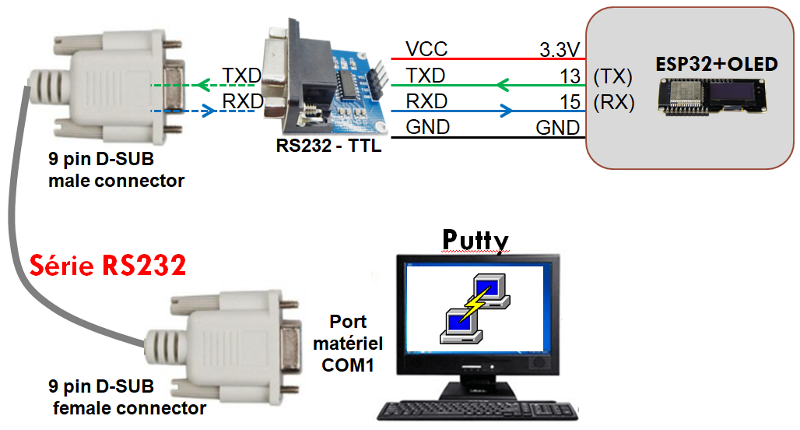 VCC 3.3V
TXD TXD 13 (TX)
RXD RXD 15 (RX)
GND GND
ESP32+OLED
RS232 - TTL
9 pin D-SUB
male connector
Putty
Série RS232
Port
matériel
COM1
9 pin D-SUB
female connector